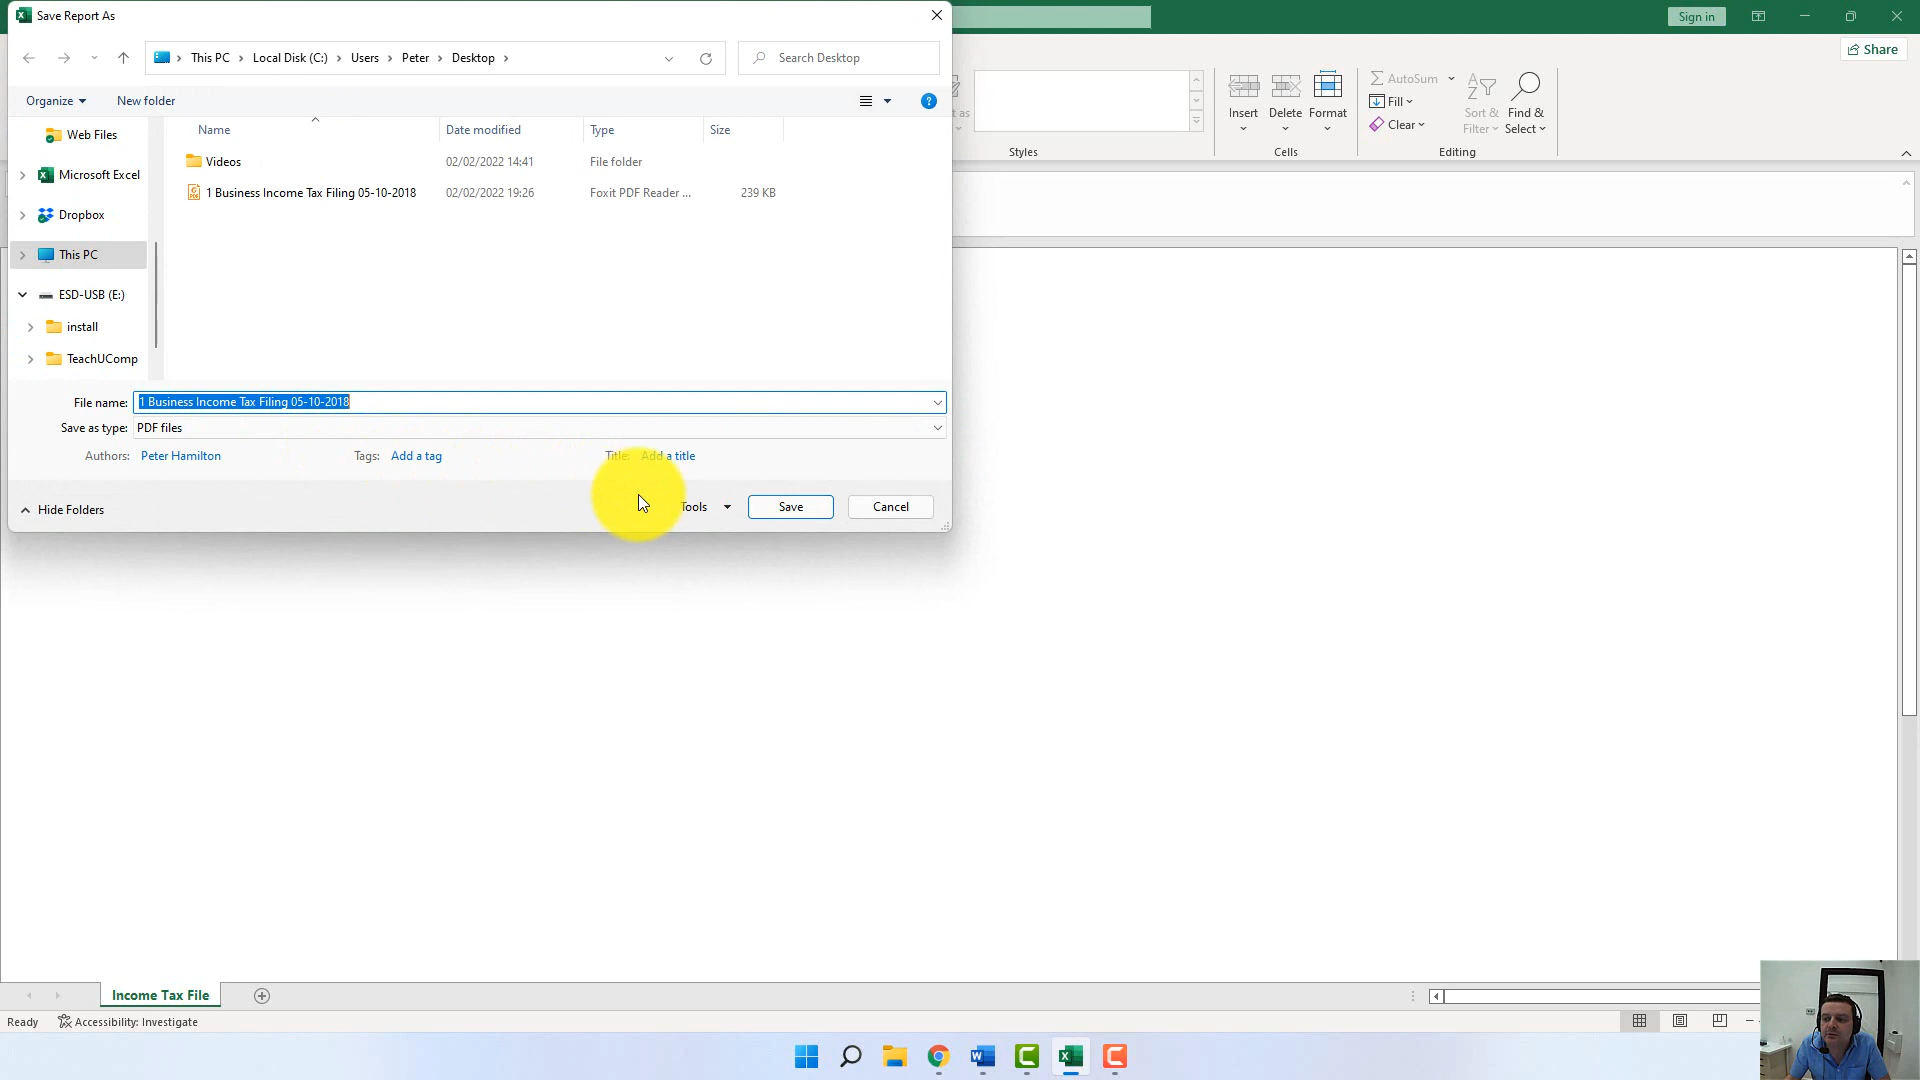 Save Report As
Sign in
This PC > Local Disk (C:) > Users > Peter > Desktop >
Search Desktop
Share
Organize
New folder
AutoSum
Fill
Clear
Insert
Delete
Format
Sort &
Filter
Find &
Select
Styles
Cells
Editing
Name
Date modified
Type
Size
Web Files
Microsoft Excel
Dropbox
This PC
ESD-USB (E:)
install
TeachUComp
Videos
02/02/2022 14:41
File folder
1 Business Income Tax Filing 05-10-2018
02/02/2022 19:26
Foxit PDF Reader ...
239 KB
File name:
1 Business Income Tax Filing 05-10-2018
Save as type:
PDF files
Authors:
Peter Hamilton
Tags:
Add a tag
Title:
Add a title
Hide Folders
Tools
Save
Cancel
Income Tax File
Ready
Accessibility: Investigate